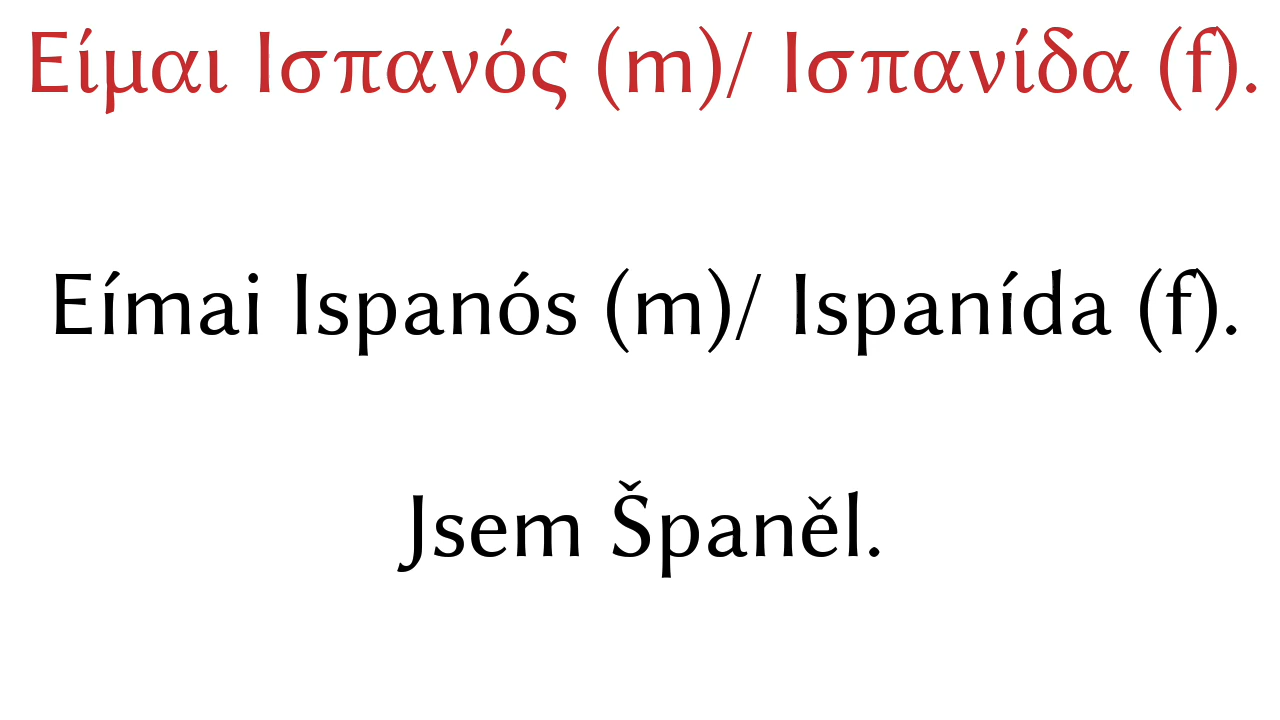 Είμαι Ισπανός (m)/ Ισπανίδα (f).
Eímai Ispanós (m)/ Ispanída (f).
Jsem Španěl.